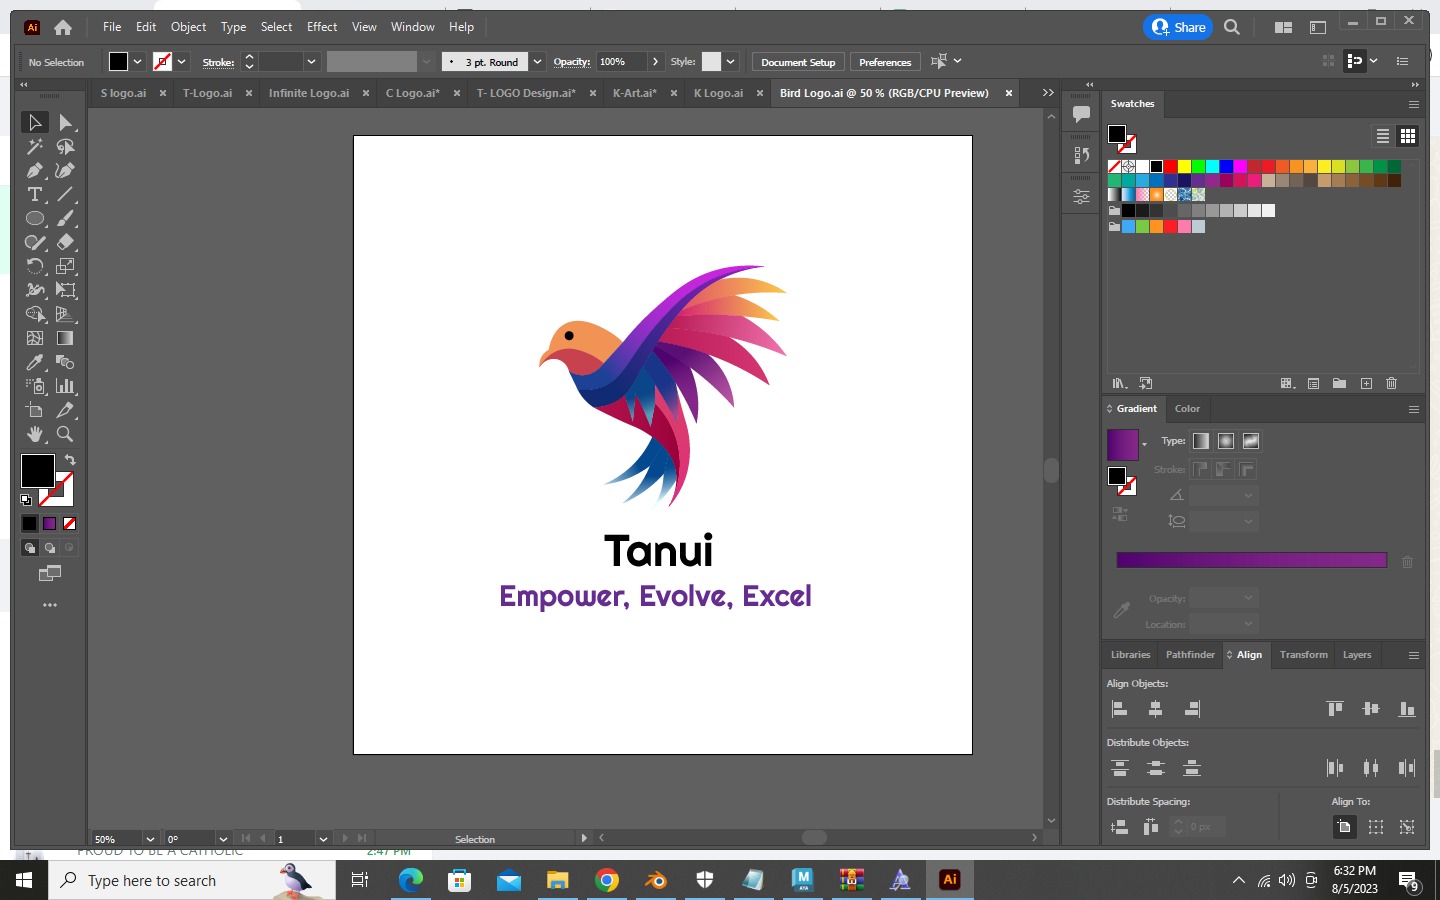 Ai File Edit Object Type Select Effect View Window Help Share
No Selection Stroke: 3 pt. Round Opacity: 100% Style: Document Setup Preferences
S logo.ai T-Logo.ai Infinite Logo.ai C Logo.ai* T- LOGO Design.ai* K-Art.ai* K Logo.ai Bird Logo.ai @ 50 % (RGB/CPU Preview)
Swatches
Gradient Color
Type:
Stroke:
Opacity:
Location:
Tanui
Empower, Evolve, Excel
Libraries Pathfinder Align Transform Layers
Align Objects:
Distribute Objects:
Distribute Spacing: Align To:
0 px
50% 0° 1 Selection
PROUD TO BE A CATHOLIC 2:47 PM
Type here to search
M
Ai
6:32 PM
8/5/2023
9